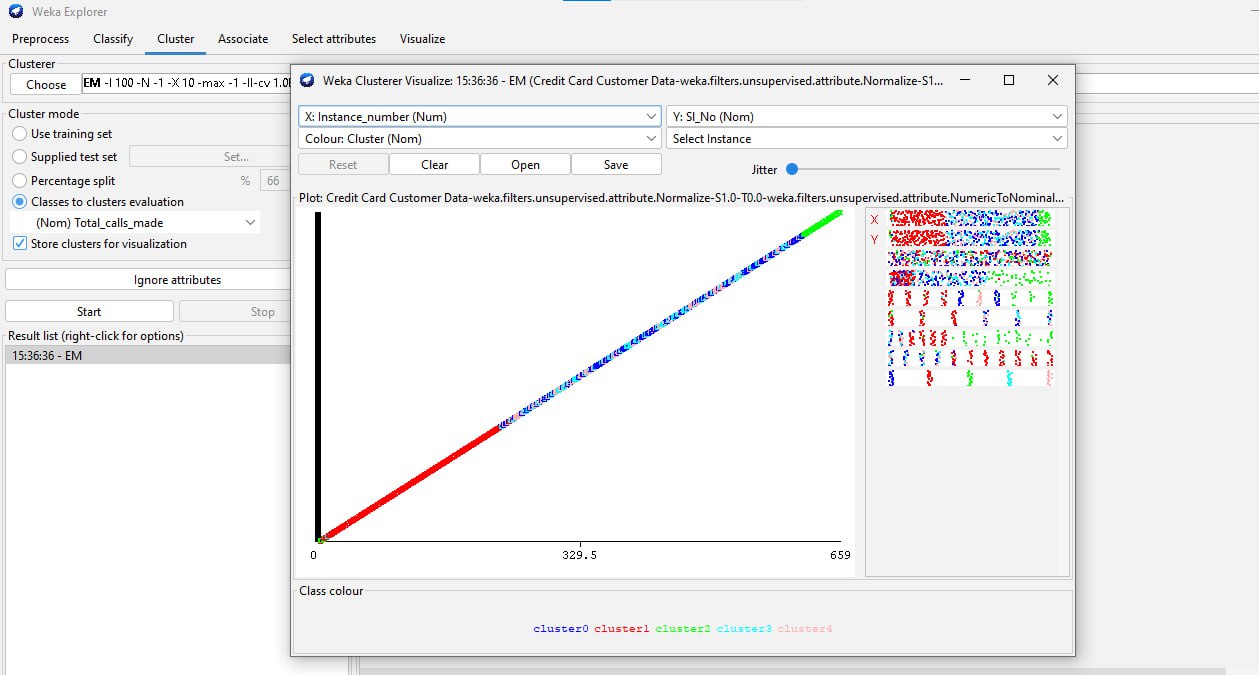 Weka Explorer
Preprocess Classify Cluster Associate Select attributes Visualize
Clusterer
Choose EM -I 100 -N -1 -X 10 -max -1 -ll-cv
Cluster mode
Use training set
Supplied test set Set...
Percentage split % 66
Classes to clusters evaluation
(Nom) Total_calls_made
Store clusters for visualization
Ignore attributes
Start Stop
Result list (right-click for options)
15:36:36 - EM
Weka Clusterer Visualize: 15:36:36 - EM (Credit Card Customer Data-weka.filters.unsupervised.attribute.Normalize-S1...
X: Instance_number (Num) Y: Sl_No (Nom)
Colour: Cluster (Nom) Select Instance
Reset Clear Open Save Jitter
Plot: Credit Card Customer Data-weka.filters.unsupervised.attribute.Normalize-S1.0-T0.0-weka.filters.unsupervised.attribute.NumericToNominal...
X
Y
0 329.5 659
Class colour
cluster0 cluster1 cluster2 cluster3 cluster4